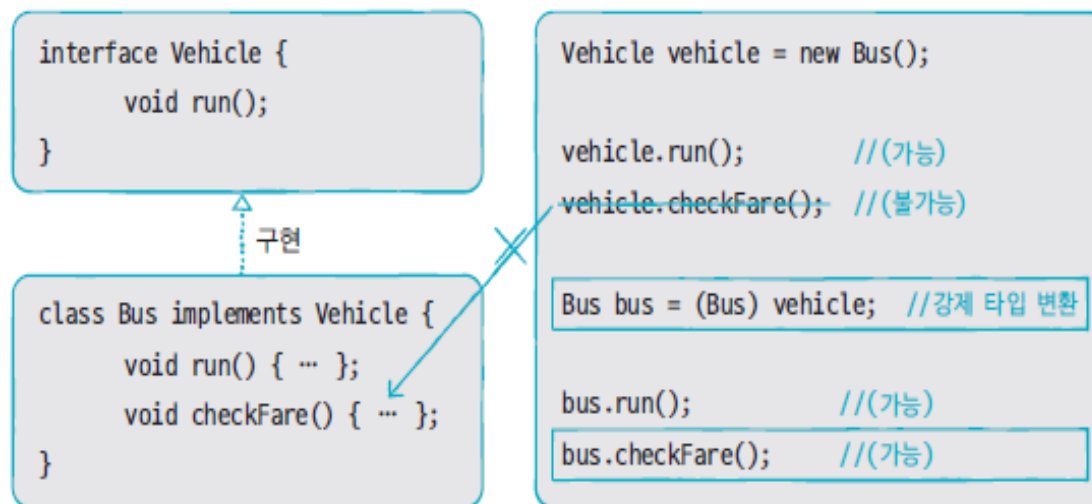 interface Vehicle {
void run();
}
구현
class Bus implements Vehicle {
void run() { … };
void checkFare() { … };
}
Vehicle vehicle = new Bus();
vehicle.run(); //(가능)
vehicle.checkFare(); //(불가능)
Bus bus = (Bus) vehicle; //강제 타입 변환
bus.run(); //(가능)
bus.checkFare(); //(가능)